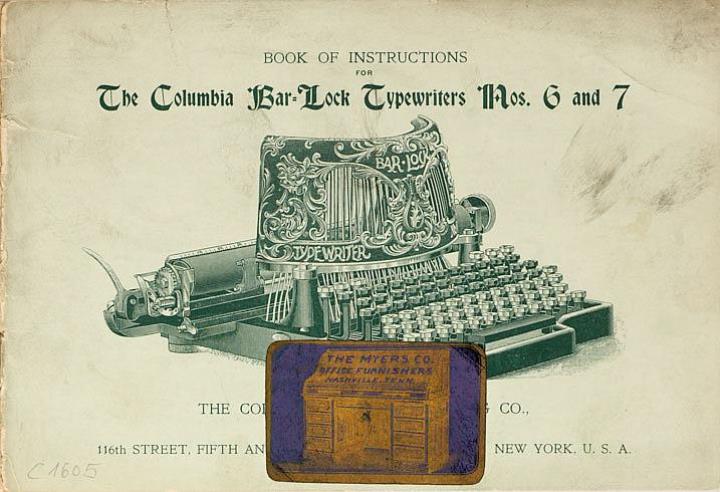 BOOK OF INSTRUCTIONS
FOR
The Columbia Bar-Lock Typewriters Nos. 6 and 7
BAR-LOCK
TYPEWRITER
THE MYERS CO.
OFFICE FURNISHERS
NASHVILLE, TENN.
THE COL G CO.,
116th STREET, FIFTH AN NEW YORK, U. S. A.
C1605